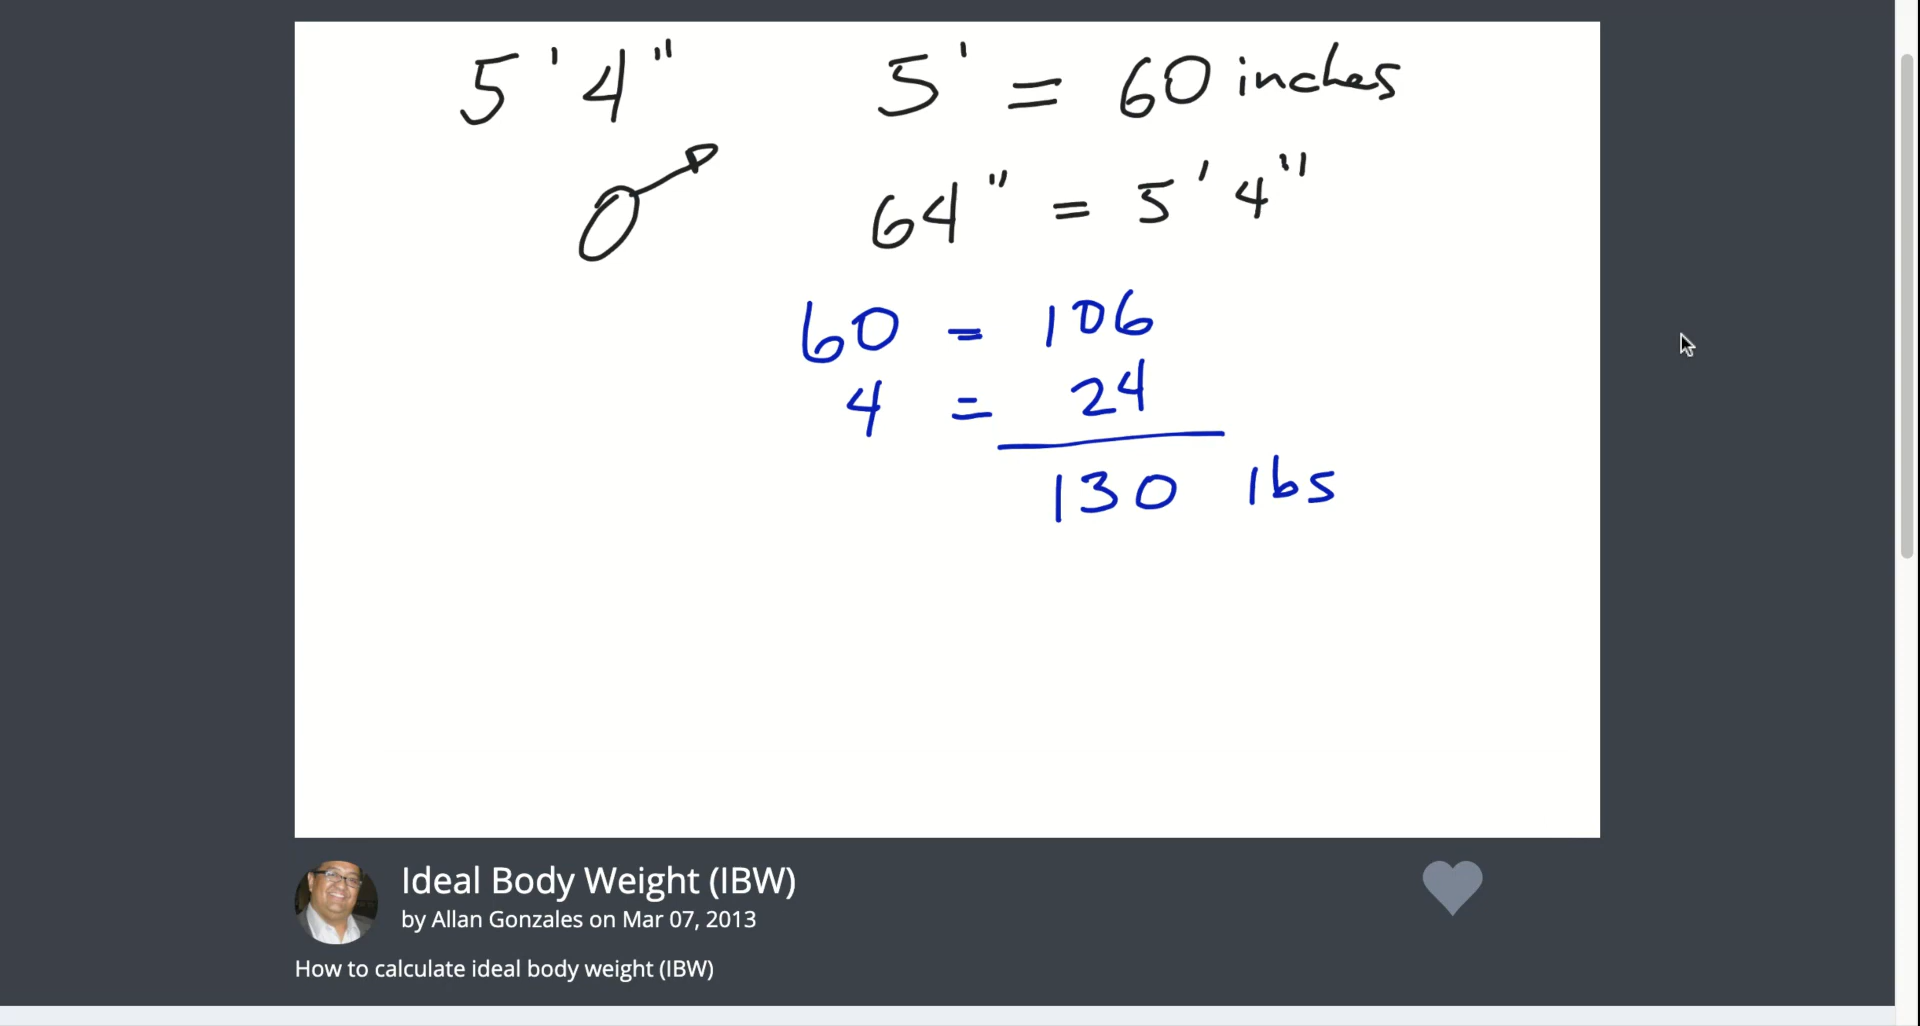 5'4" 5' = 60 inches
64" = 5'4"
60 = 106
4 = 24
130 lbs
Ideal Body Weight (IBW)
by Allan Gonzales on Mar 07, 2013
How to calculate ideal body weight (IBW)